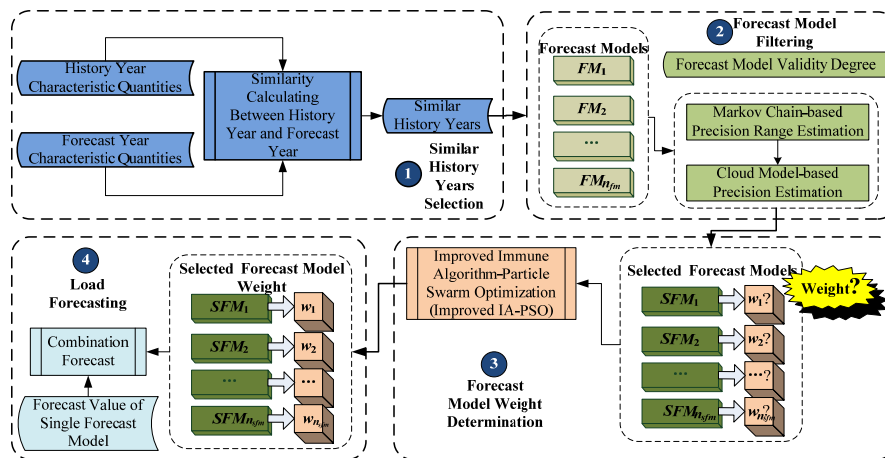 History Year
Characteristic Quantities
Forecast Year
Characteristic Quantities
Similarity
Calculating
Between History
Year and Forecast
Year
Similar
History Years
1
Similar
History
Years
Selection
2
Forecast Model
Filtering
Forecast Models
FM1
FM2
...
FMnfm
Forecast Model Validity Degree
Markov Chain-based
Precision Range Estimation
Cloud Model-based
Precision Estimation
Selected Forecast Models
Weight?
SFM1
w1?
SFM2
w2?
...
...?
SFMnsfm
wnsfm?
Improved Immune
Algorithm-Particle
Swarm Optimization
(Improved IA-PSO)
3
Forecast
Model Weight
Determination
4
Load
Forecasting
Selected Forecast Model
Weight
SFM1
w1
SFM2
w2
...
...
SFMnsfm
wnsfm
Combination
Forecast
Forecast Value of
Single Forecast
Model